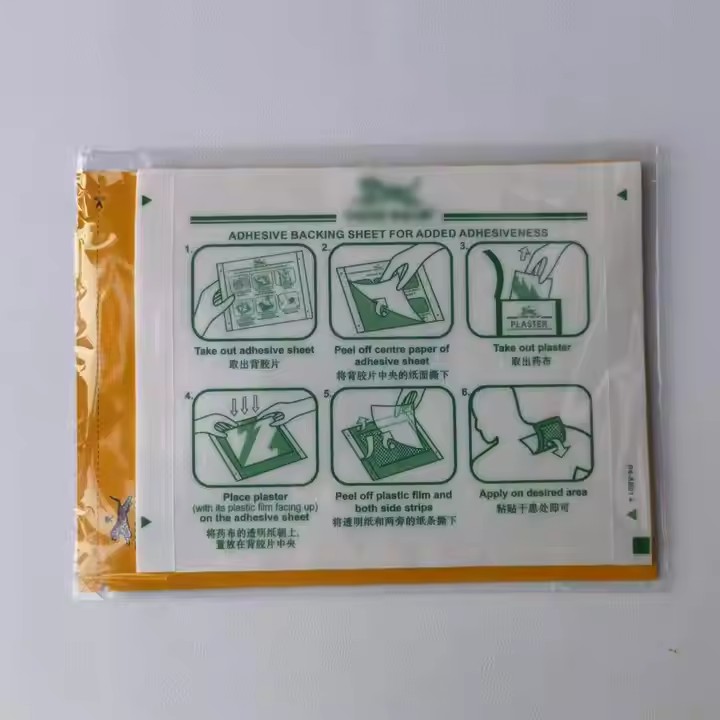 ADHESIVE BACKING SHEET FOR ADDED ADHESIVENESS
1.
Take out adhesive sheet
取出背胶片
2.
Peel off centre paper of
adhesive sheet
将背胶片中央的纸面撕下
3.
PLASTER
Take out plaster
取出药布
4.
Place plaster
(with its plastic film facing up)
on the adhesive sheet
将药布的透明纸朝上,
置放在背胶片中央
5.
Peel off plastic film and
both side strips
将透明纸和两旁的纸条撕下
6.
Apply on desired area
粘贴于患处即可